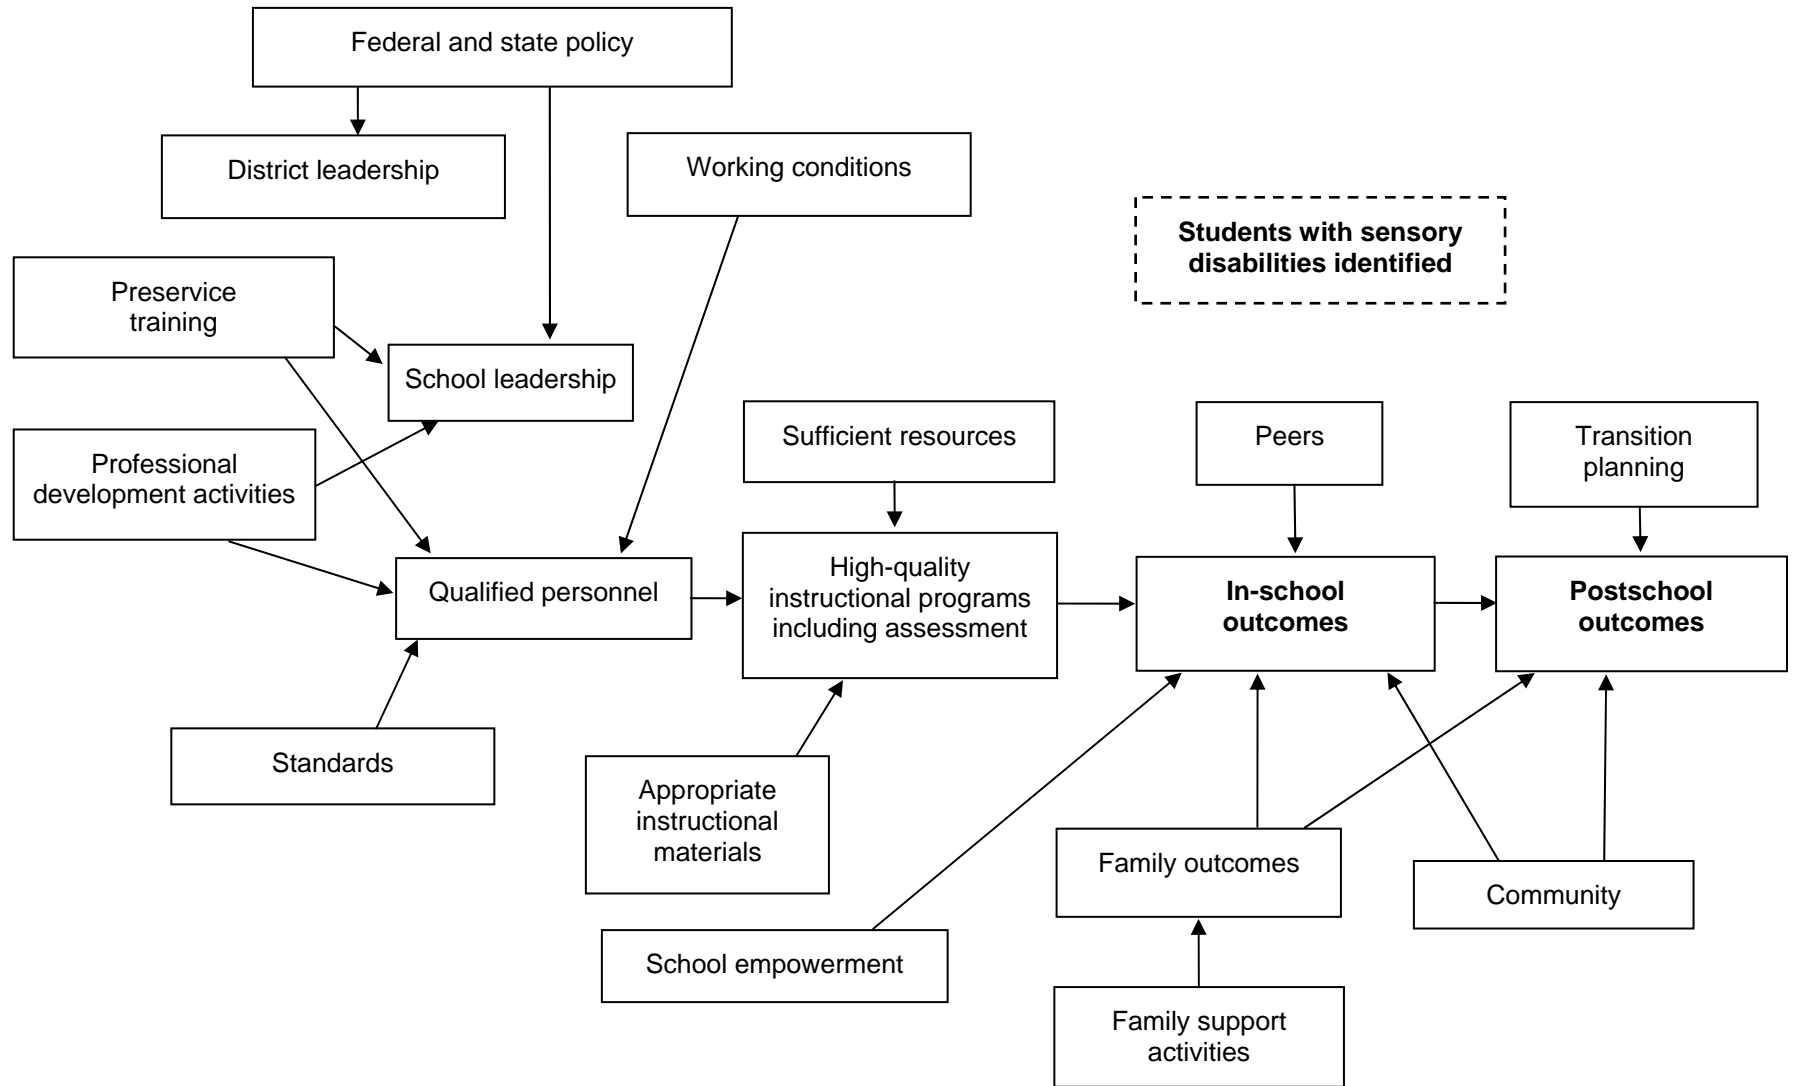 Federal and state policy
District leadership
Working conditions
Students with sensory
disabilities identified
Preservice
training
School leadership
Professional
development activities
Sufficient resources
Peers
Transition
planning
Qualified personnel
High-quality
instructional programs
including assessment
In-school
outcomes
Postschool
outcomes
Standards
Appropriate
instructional
materials
Family outcomes
Community
School empowerment
Family support
activities